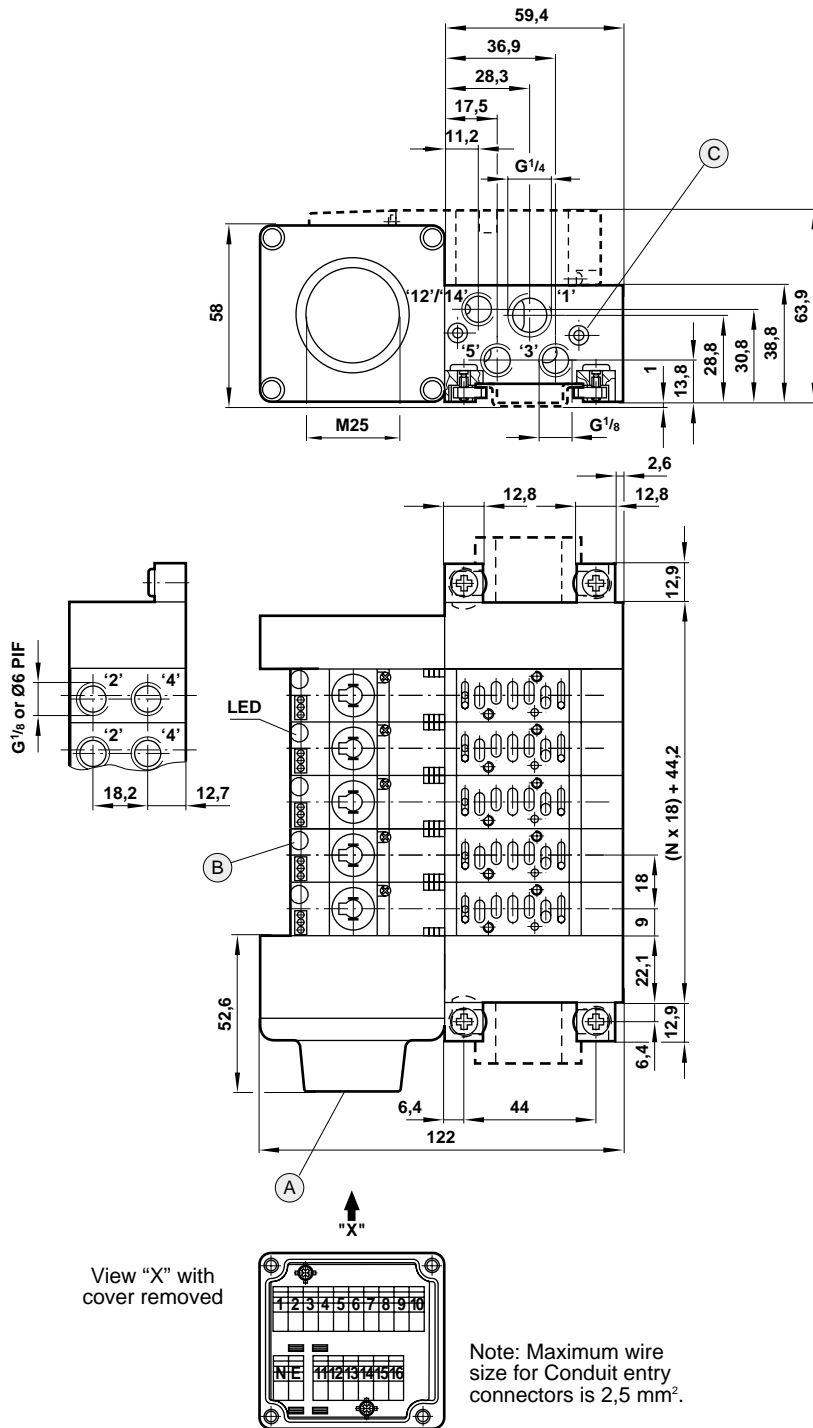 59,4
36,9
28,3
17,5
11,2
G1/4
C
'12'/'14'
'1'
'5'
'3'
58
M25
G1/8
1
13,8
28,8
30,8
38,8
63,9
2,6
12,8
12,8
12,9
'2'
'4'
'2'
'4'
G1/8 or Ø6 PIF
18,2
12,7
LED
B
(N x 18) + 44,2
18
9
22,1
52,6
12,9
6,4
6,4
44
122
A
"X"
View “X” with
cover removed
1 2 3 4 5 6 7 8 9 10
N E 11 12 13 14 15 16
Note: Maximum wire
size for Conduit entry
connectors is 2,5 mm².